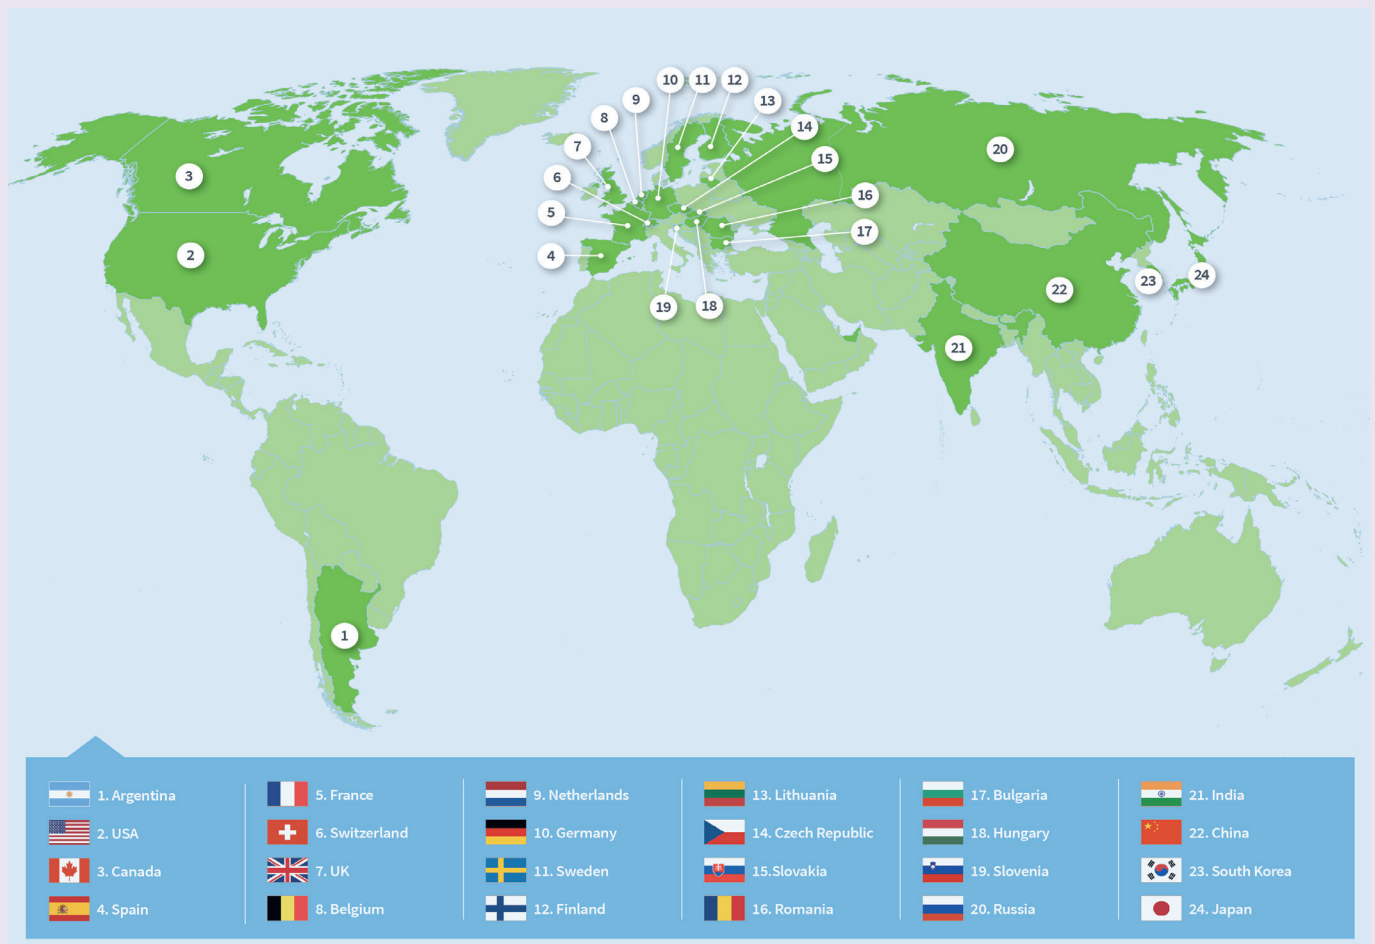 10
11
12
9
13
8
14
7
20
15
3
6
16
5
17
2
4
24
23
22
19
18
21
1
1. Argentina
2. USA
3. Canada
4. Spain
5. France
6. Switzerland
7. UK
8. Belgium
9. Netherlands
10. Germany
11. Sweden
12. Finland
13. Lithuania
14. Czech Republic
15.Slovakia
16. Romania
17. Bulgaria
18. Hungary
19. Slovenia
20. Russia
21. India
22. China
23. South Korea
24. Japan